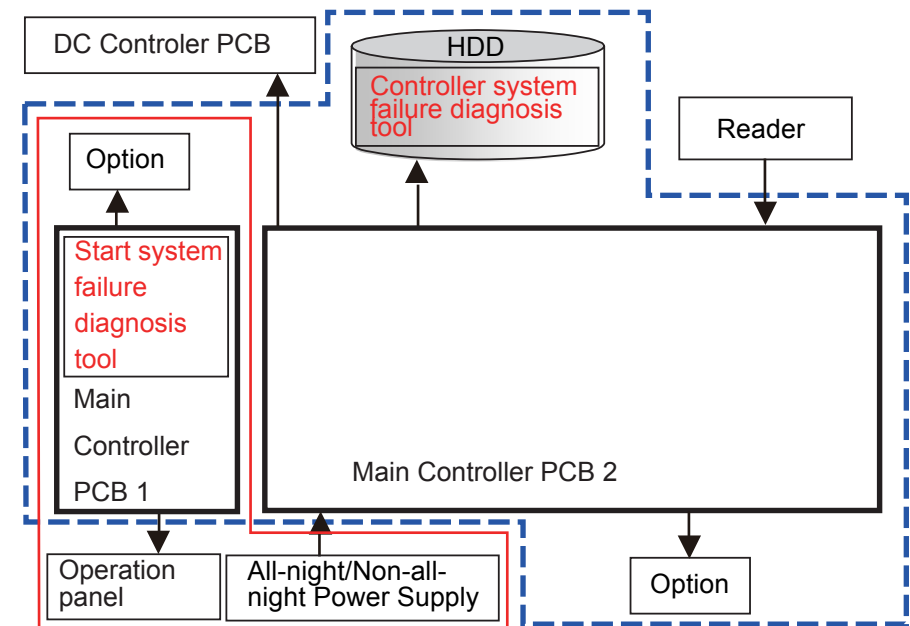 DC Controler PCB
HDD
Controller system
failure diagnosis
tool
Reader
Option
Start system
failure
diagnosis
tool
Main
Controller
PCB 1
Main Controller PCB 2
Operation
panel
All-night/Non-all-
night Power Supply
Option